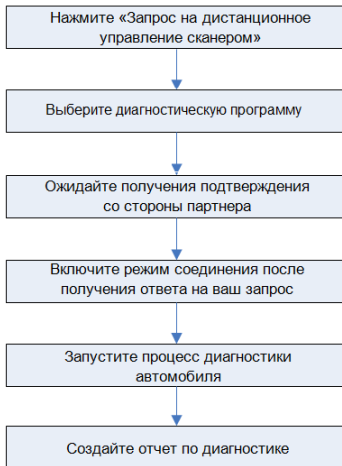 Нажмите «Запрос на дистанционное
управление сканером»
Выберите диагностическую программу
Ожидайте получения подтверждения
со стороны партнера
Включите режим соединения после
получения ответа на ваш запрос
Запустите процесс диагностики
автомобиля
Создайте отчет по диагностике